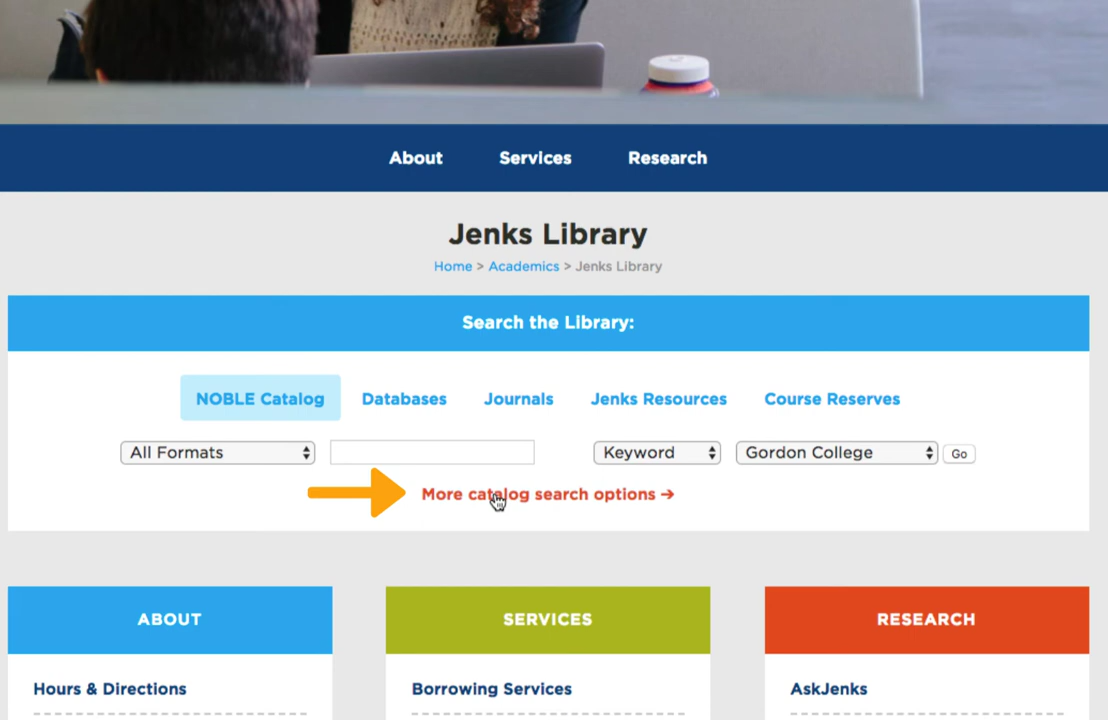 About Services Research
Jenks Library
Home > Academics > Jenks Library
Search the Library:
NOBLE Catalog Databases Journals Jenks Resources Course Reserves
All Formats Keyword Gordon College Go
More catalog search options →
ABOUT SERVICES RESEARCH
Hours & Directions Borrowing Services AskJenks